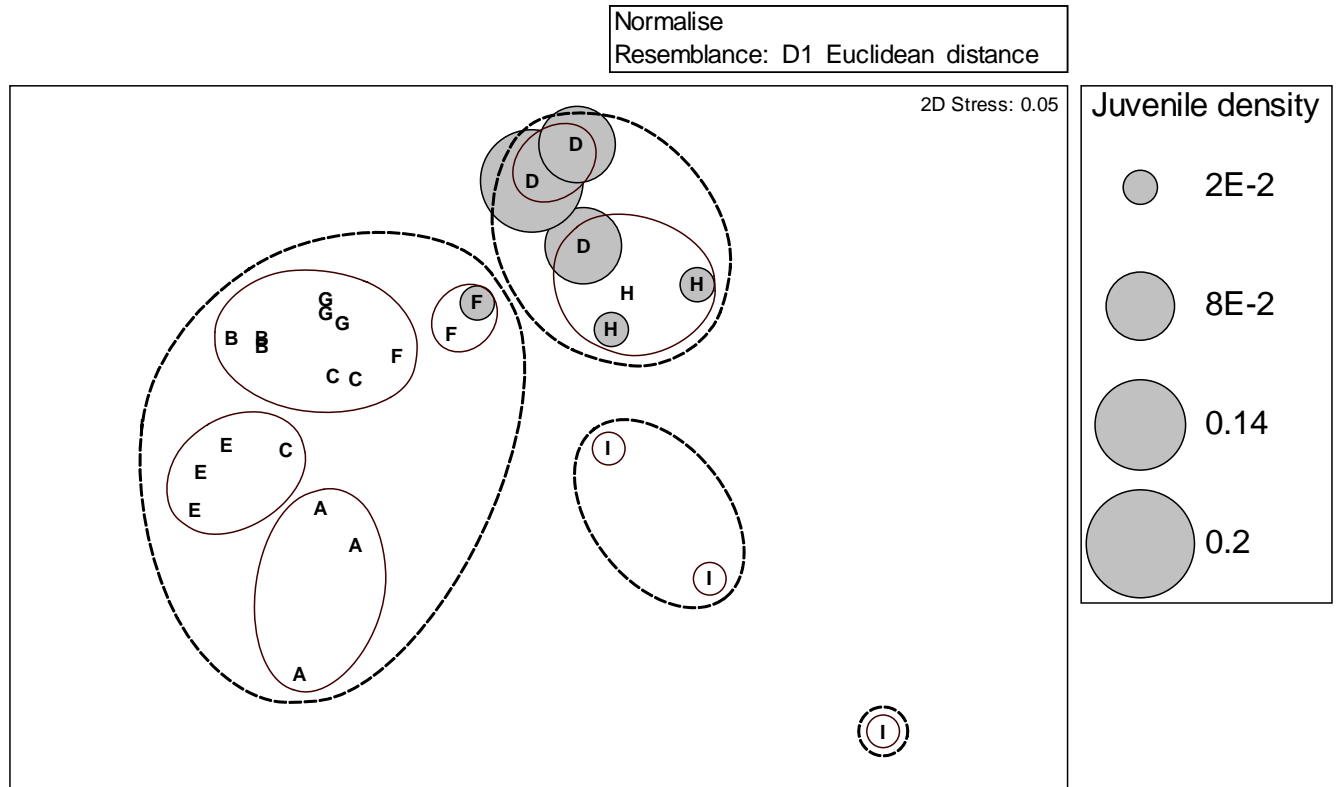 Normalise
Resemblance: D1 Euclidean distance
2D Stress: 0.05
Juvenile density
2E-2
8E-2
0.14
0.2
D
D
D
H
H
H
F
F
G
G
G
B
B
B
F
C
C
E
C
E
E
A
A
A
I
I
I